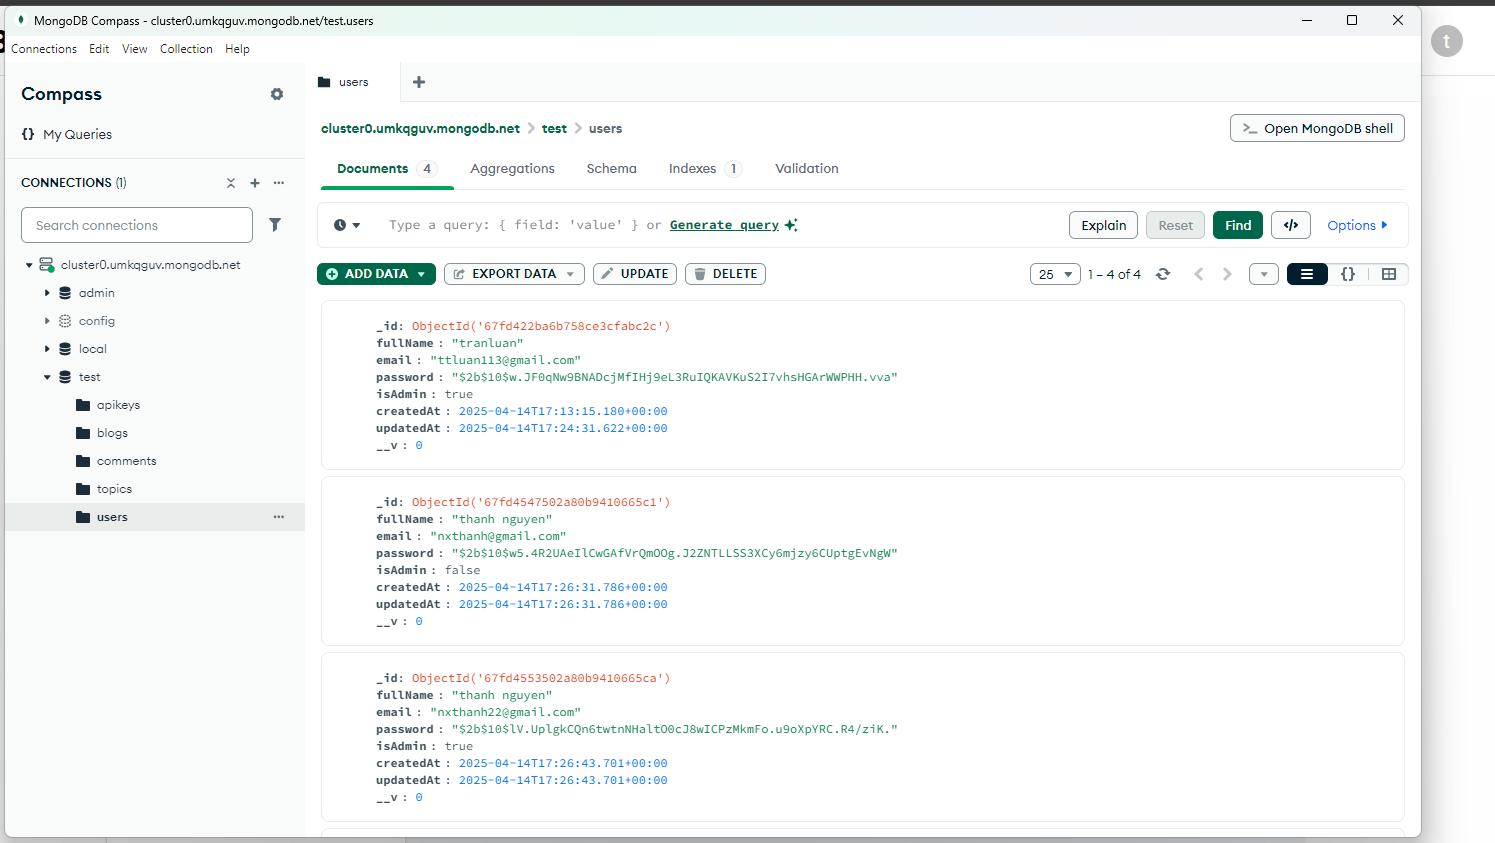 MongoDB Compass - cluster0.umkqguv.mongodb.net/test.users
Connections Edit View Collection Help
t
Compass
{} My Queries
CONNECTIONS (1)
Search connections
cluster0.umkqguv.mongodb.net
admin
config
local
test
apikeys
blogs
comments
topics
users
users
cluster0.umkqguv.mongodb.net > test > users
>_ Open MongoDB shell
Documents 4 Aggregations Schema Indexes 1 Validation
Type a query: { field: 'value' } or Generate query
Explain Reset Find </> Options
ADD DATA EXPORT DATA UPDATE DELETE
25 1 – 4 of 4 {}
_id: ObjectId('67fd422ba6b758ce3cfabc2c')
fullName : "tranluan"
email : "ttluan113@gmail.com"
password : "$2b$10$w.JF0qNw9BNADcjMfIHj9eL3RuIQKAVKuS2I7vhsHGArWWPHH.vva"
isAdmin : true
createdAt : 2025-04-14T17:13:15.180+00:00
updatedAt : 2025-04-14T17:24:31.622+00:00
__v : 0
_id: ObjectId('67fd4547502a80b9410665c1')
fullName : "thanh nguyen"
email : "nxthanh@gmail.com"
password : "$2b$10$w5.4R2UAeIlCwGAfVrQmOOg.J2ZNTLLSS3XCy6mjzy6CUptgEvNgW"
isAdmin : false
createdAt : 2025-04-14T17:26:31.786+00:00
updatedAt : 2025-04-14T17:26:31.786+00:00
__v : 0
_id: ObjectId('67fd4553502a80b9410665ca')
fullName : "thanh nguyen"
email : "nxthanh22@gmail.com"
password : "$2b$10$lV.UplgkCQn6twtnNHaltO0cJ8wICPzMkmFo.u9oXpYRC.R4/ziK."
isAdmin : true
createdAt : 2025-04-14T17:26:43.701+00:00
updatedAt : 2025-04-14T17:26:43.701+00:00
__v : 0